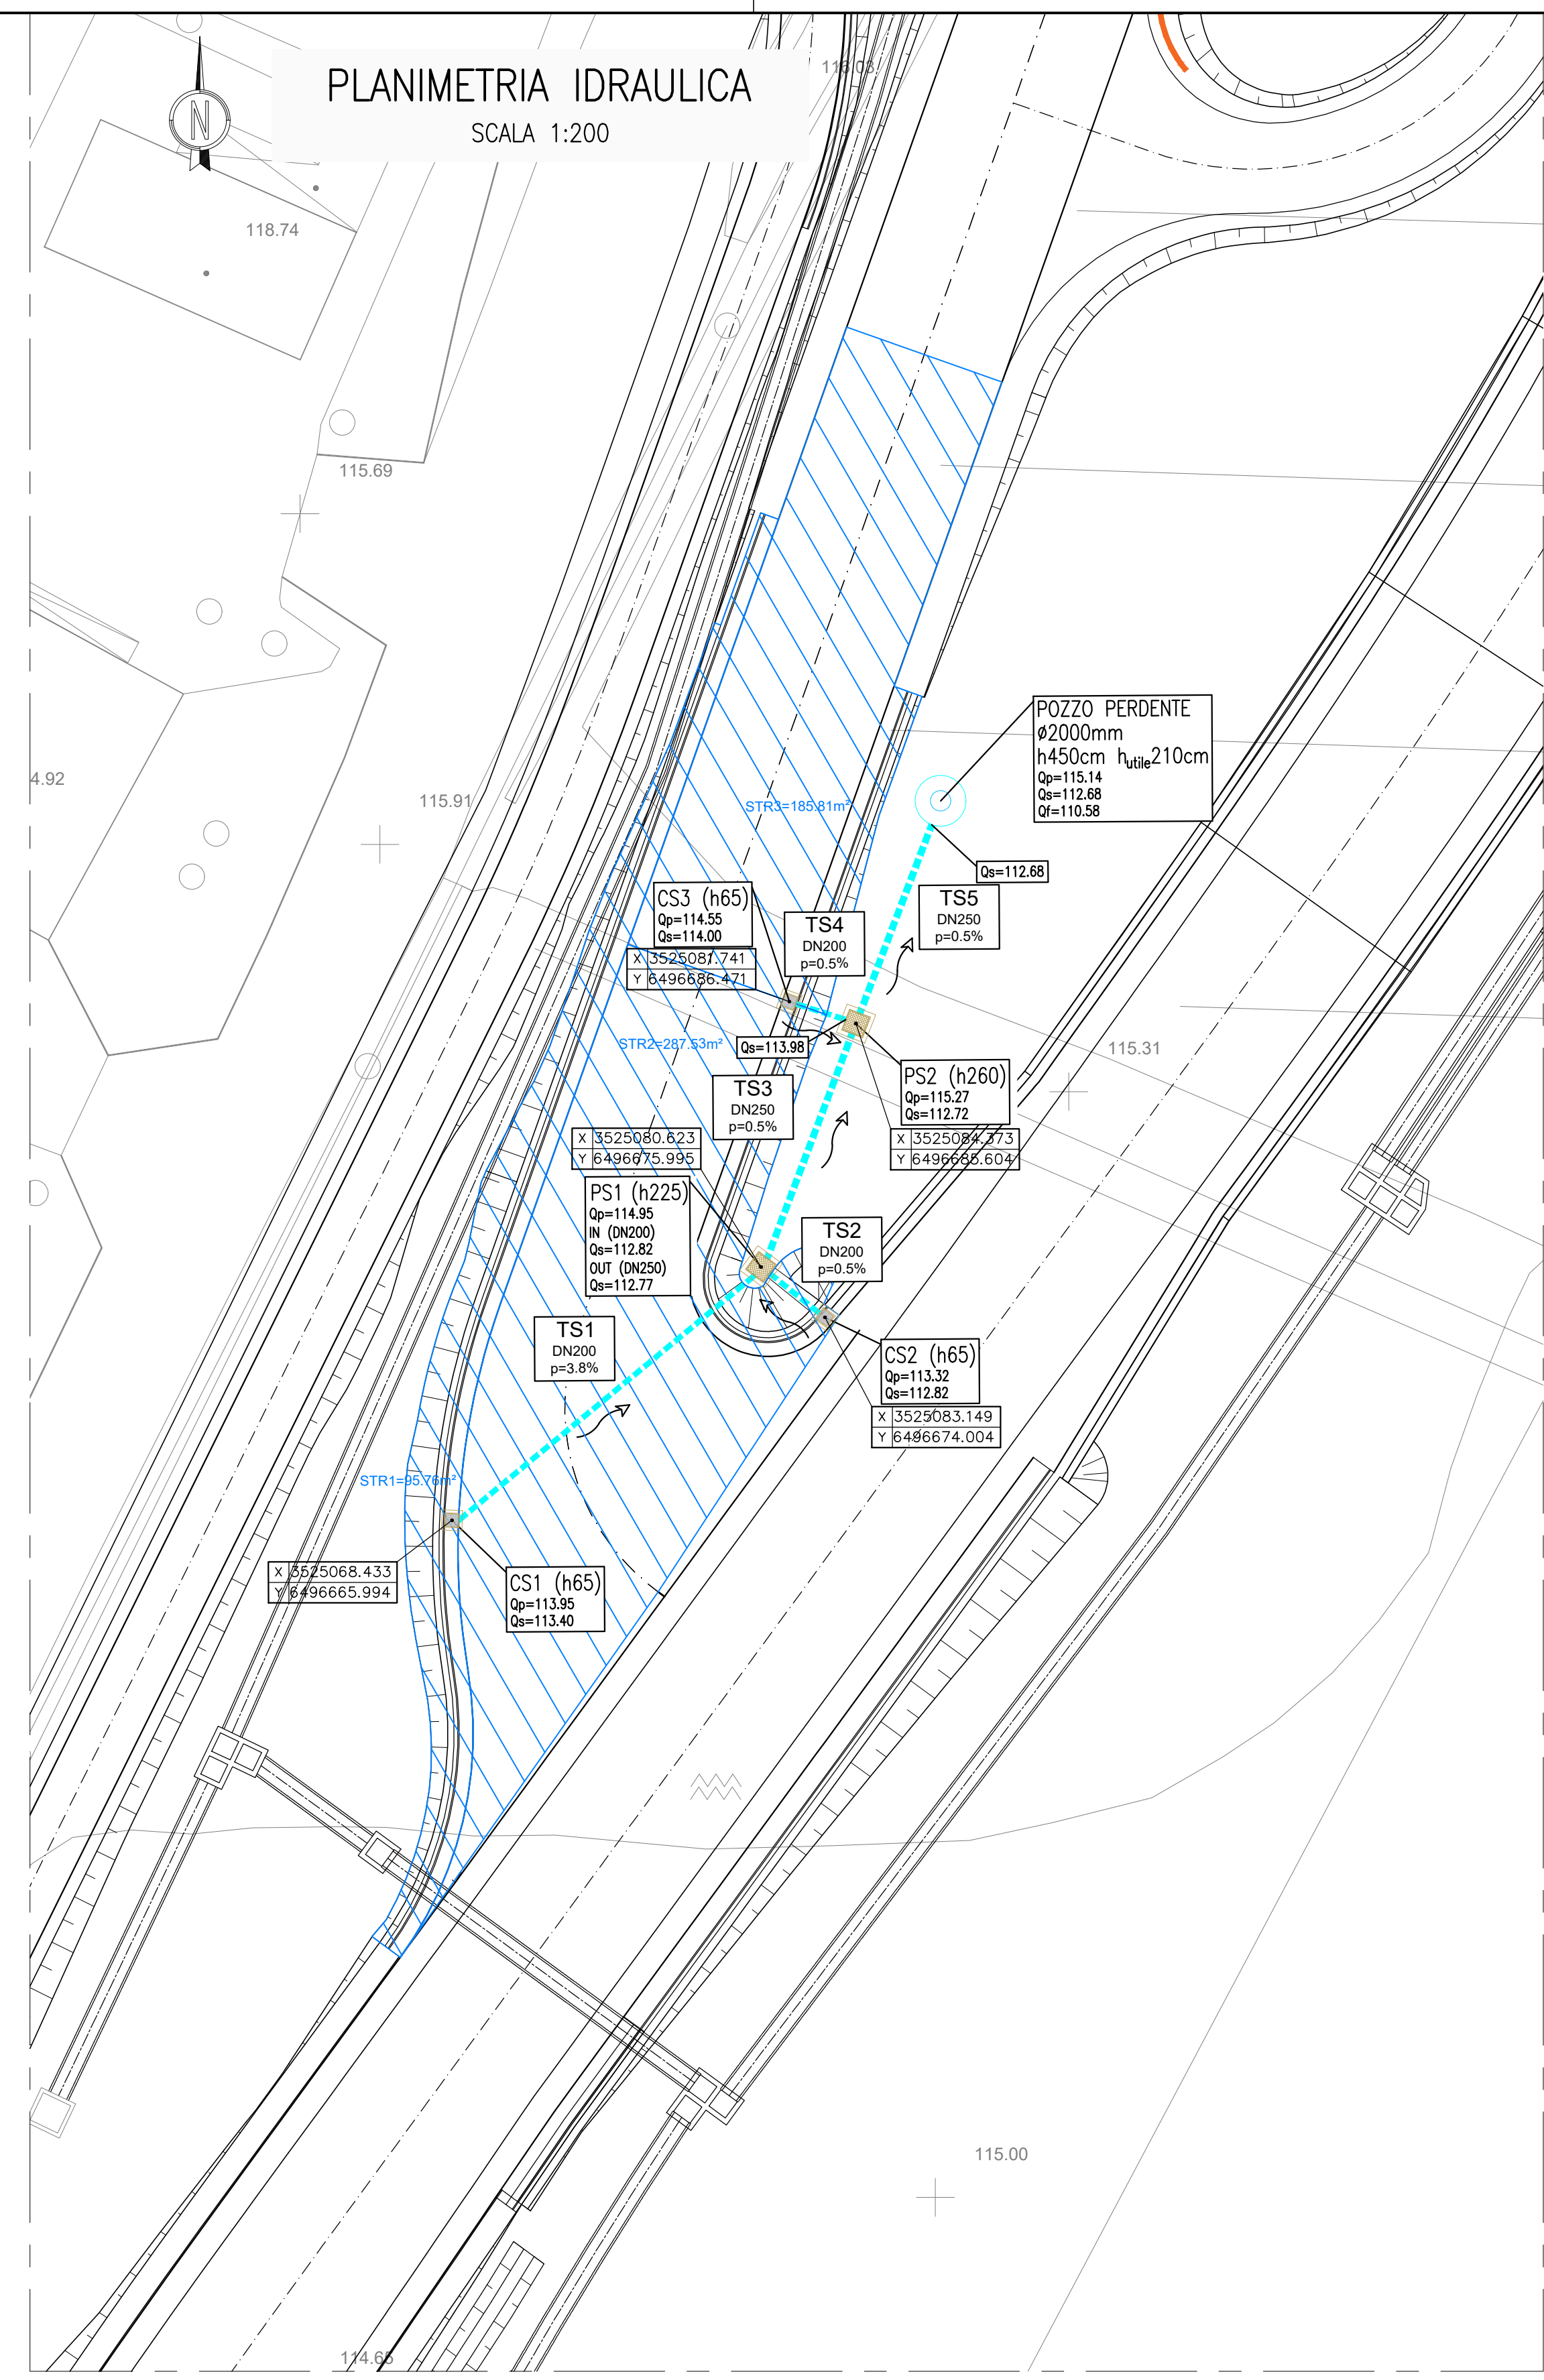 PLANIMETRIA IDRAULICA
SCALA 1:200
N
116.03
118.74
115.69
4.92
115.91
POZZO PERDENTE
ø2000mm
h450cm hutile210cm
Qp=115.14
Qs=112.68
Qf=110.58
STR3=185.81m²
Qs=112.68
CS3 (h65)
Qp=114.55
Qs=114.00
X 3525081.741
Y 6496686.471
TS4
DN200
p=0.5%
TS5
DN250
p=0.5%
STR2=287.53m²
Qs=113.98
115.31
TS3
DN250
p=0.5%
PS2 (h260)
Qp=115.27
Qs=112.72
X 3525084.373
Y 6496685.604
X 3525080.623
Y 6496675.995
PS1 (h225)
Qp=114.95
IN (DN200)
Qs=112.82
OUT (DN250)
Qs=112.77
TS2
DN200
p=0.5%
TS1
DN200
p=3.8%
CS2 (h65)
Qp=113.32
Qs=112.82
X 3525083.149
Y 6496674.004
STR1=95.76m²
X 3525068.433
Y 6496665.994
CS1 (h65)
Qp=113.95
Qs=113.40
115.00
114.65